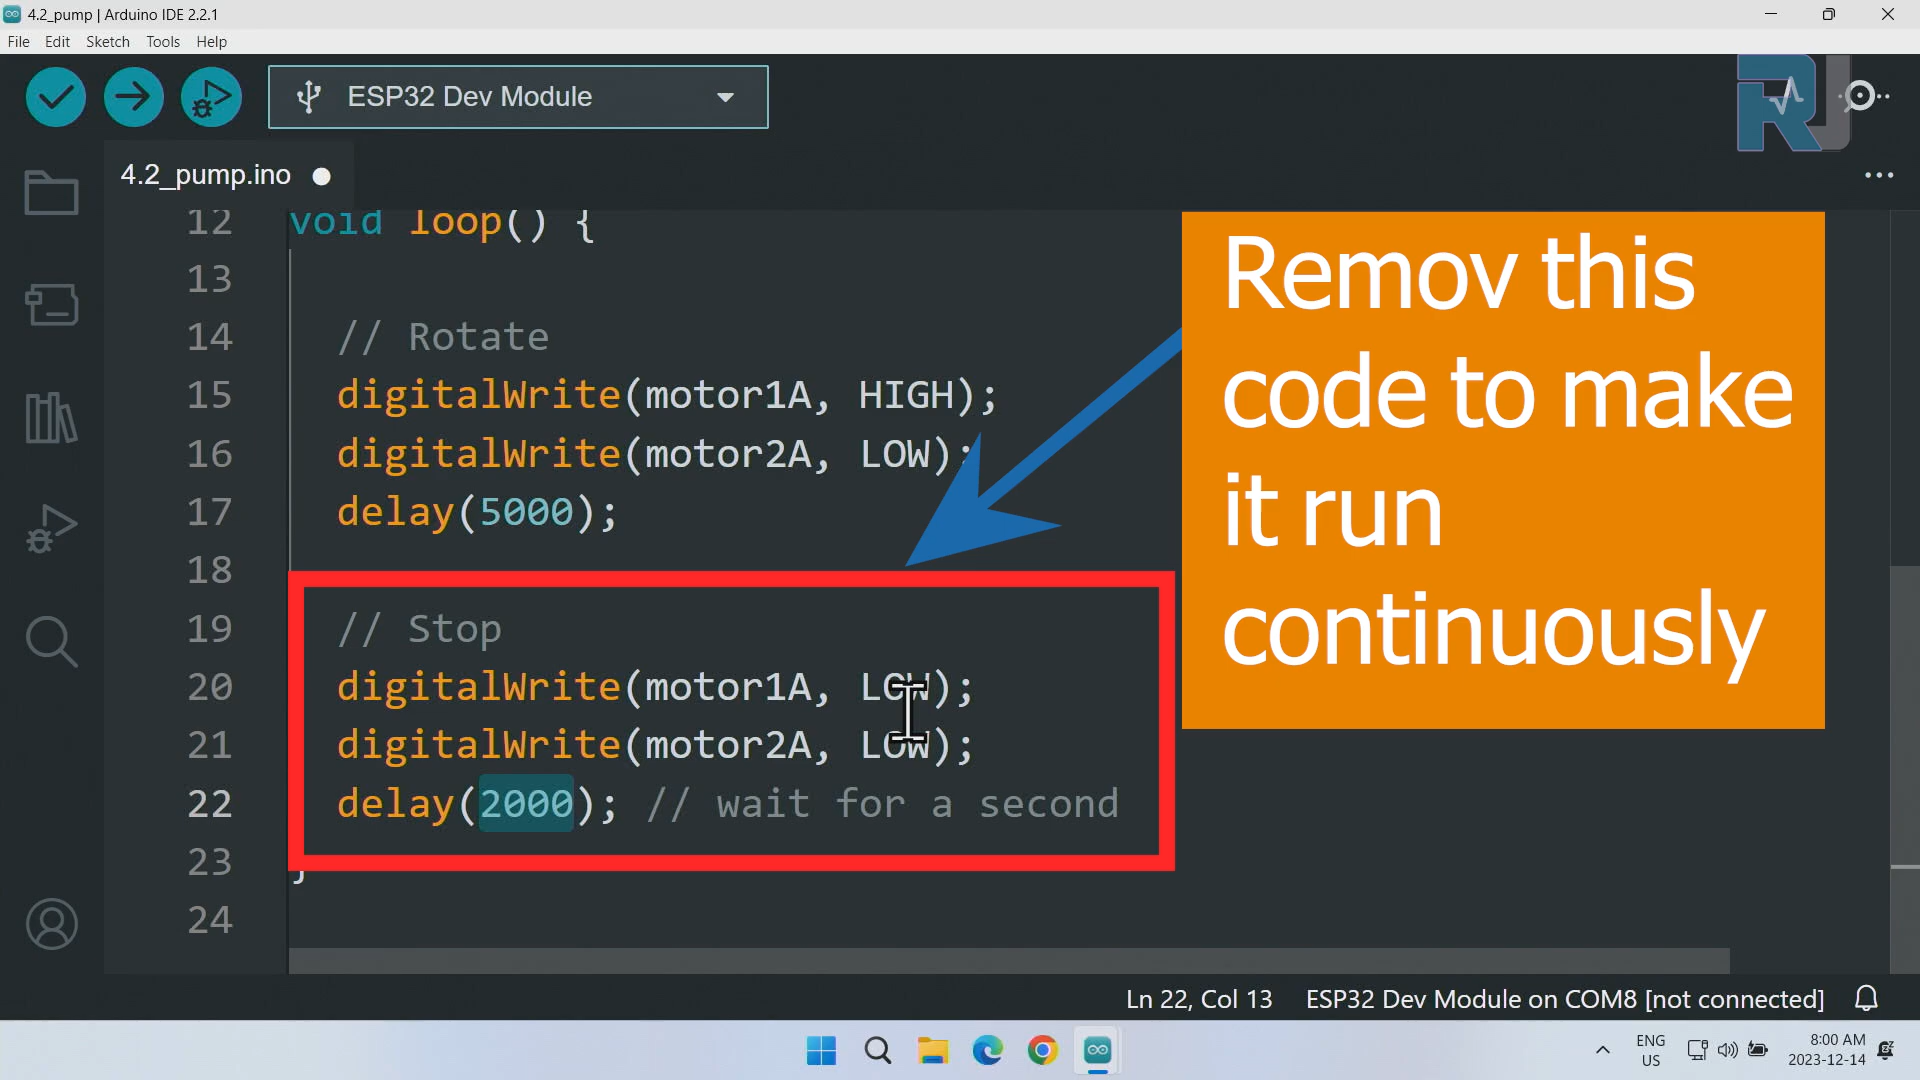 4.2_pump | Arduino IDE 2.2.1
File Edit Sketch Tools Help
ESP32 Dev Module
RJ
4.2_pump.ino
12 void loop() {
13
14 // Rotate
15 digitalWrite(motor1A, HIGH);
16 digitalWrite(motor2A, LOW);
17 delay(5000);
18
19 // Stop
20 digitalWrite(motor1A, LOW);
21 digitalWrite(motor2A, LOW);
22 delay(2000); // wait for a second
23 }
24
Remov this
code to make
it run
continuously
Ln 22, Col 13 ESP32 Dev Module on COM8 [not connected]
ENG
US
8:00 AM
2023-12-14